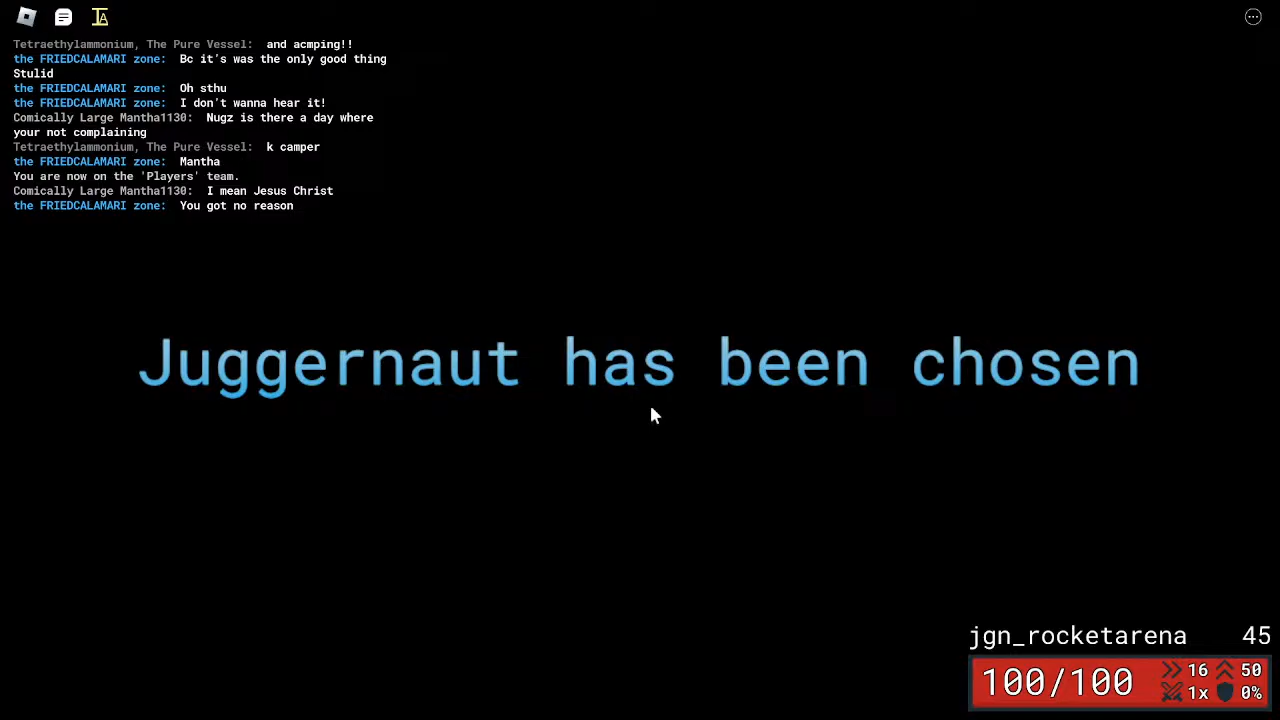 Tetraethylammonium, The Pure Vessel: and acmping!!
the FRIEDCALAMARI zone: Bc it's was the only good thing
Stulid
the FRIEDCALAMARI zone: Oh sthu
the FRIEDCALAMARI zone: I don't wanna hear it!
Comically Large Mantha1130: Nugz is there a day where
your not complaining
Tetraethylammonium, The Pure Vessel: k camper
the FRIEDCALAMARI zone: Mantha
You are now on the 'Players' team.
Comically Large Mantha1130: I mean Jesus Christ
the FRIEDCALAMARI zone: You got no reason
Juggernaut has been chosen
jgn_rocketarena 45
100/100 16 50
1x 0%